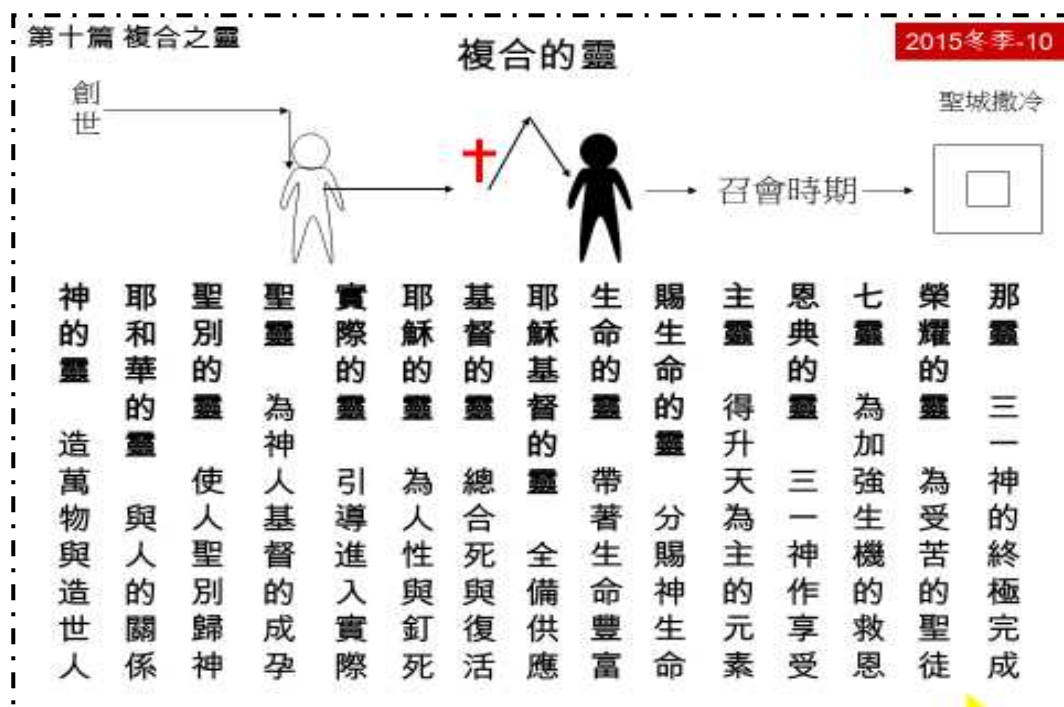 第十篇 複合之靈
複合的靈
2015冬季-10
創世
召會時期
聖城撒冷
神的靈 造萬物與造世人
耶和華的靈 與人的關係
聖別的靈 使人聖別歸神
聖靈 為神人基督的成孕
實際的靈 引導進入實際
耶穌的靈 為人性與釘死
基督的靈 總合死與復活
耶穌基督的靈 全備供應
生命的靈 帶著生命豐富
賜生命的靈 分賜神生命
主靈 得升天為主的元素
恩典的靈 三一神作享受
七靈 為加強生機的救恩
榮耀的靈 為受苦的聖徒
那靈 三一神的終極完成